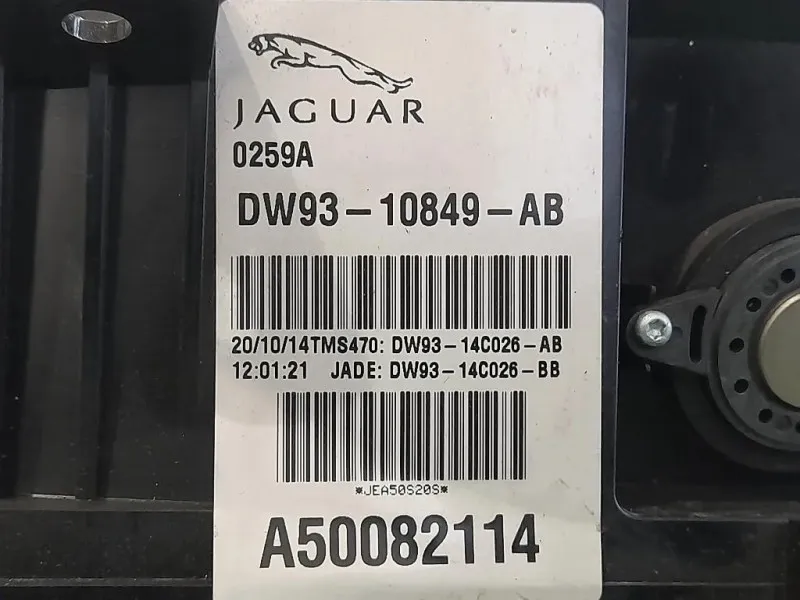 JAGUAR
0259A
DW93-10849-AB
20/10/14TMS470: DW93-14C026-AB
12:01:21 JADE: DW93-14C026-BB
*JEA50S20S*
A50082114